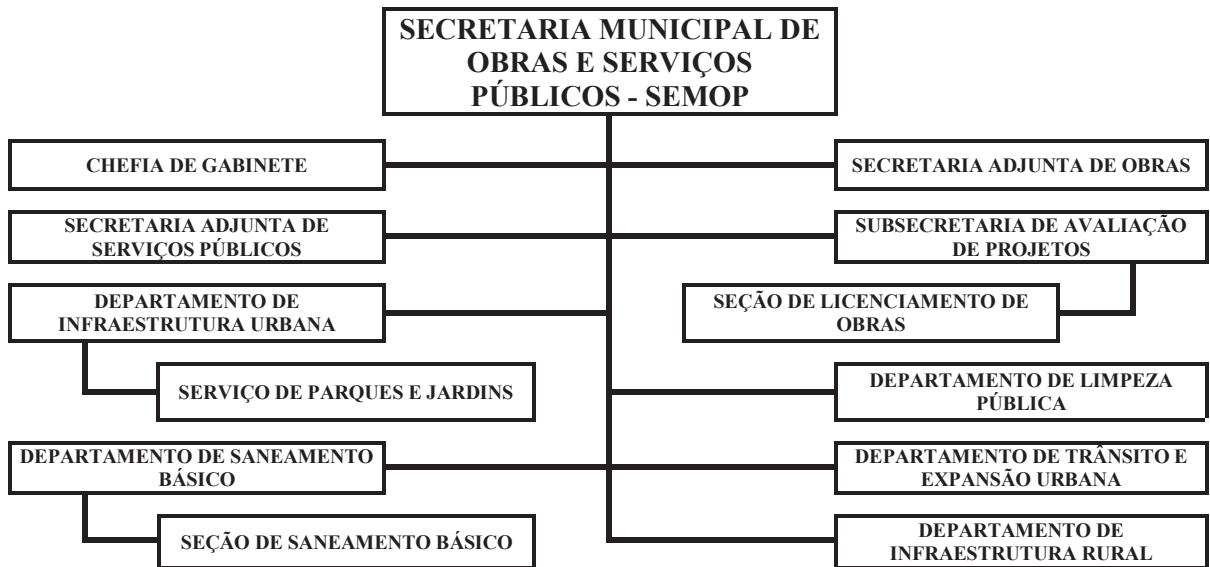 SECRETARIA MUNICIPAL DE
OBRAS E SERVIÇOS
PÚBLICOS - SEMOP
CHEFIA DE GABINETE
SECRETARIA ADJUNTA DE OBRAS
SECRETARIA ADJUNTA DE
SERVIÇOS PÚBLICOS
SUBSECRETARIA DE AVALIAÇÃO
DE PROJETOS
DEPARTAMENTO DE
INFRAESTRUTURA URBANA
SEÇÃO DE LICENCIAMENTO DE
OBRAS
SERVIÇO DE PARQUES E JARDINS
DEPARTAMENTO DE LIMPEZA
PÚBLICA
DEPARTAMENTO DE SANEAMENTO
BÁSICO
DEPARTAMENTO DE TRÂNSITO E
EXPANSÃO URBANA
SEÇÃO DE SANEAMENTO BÁSICO
DEPARTAMENTO DE
INFRAESTRUTURA RURAL